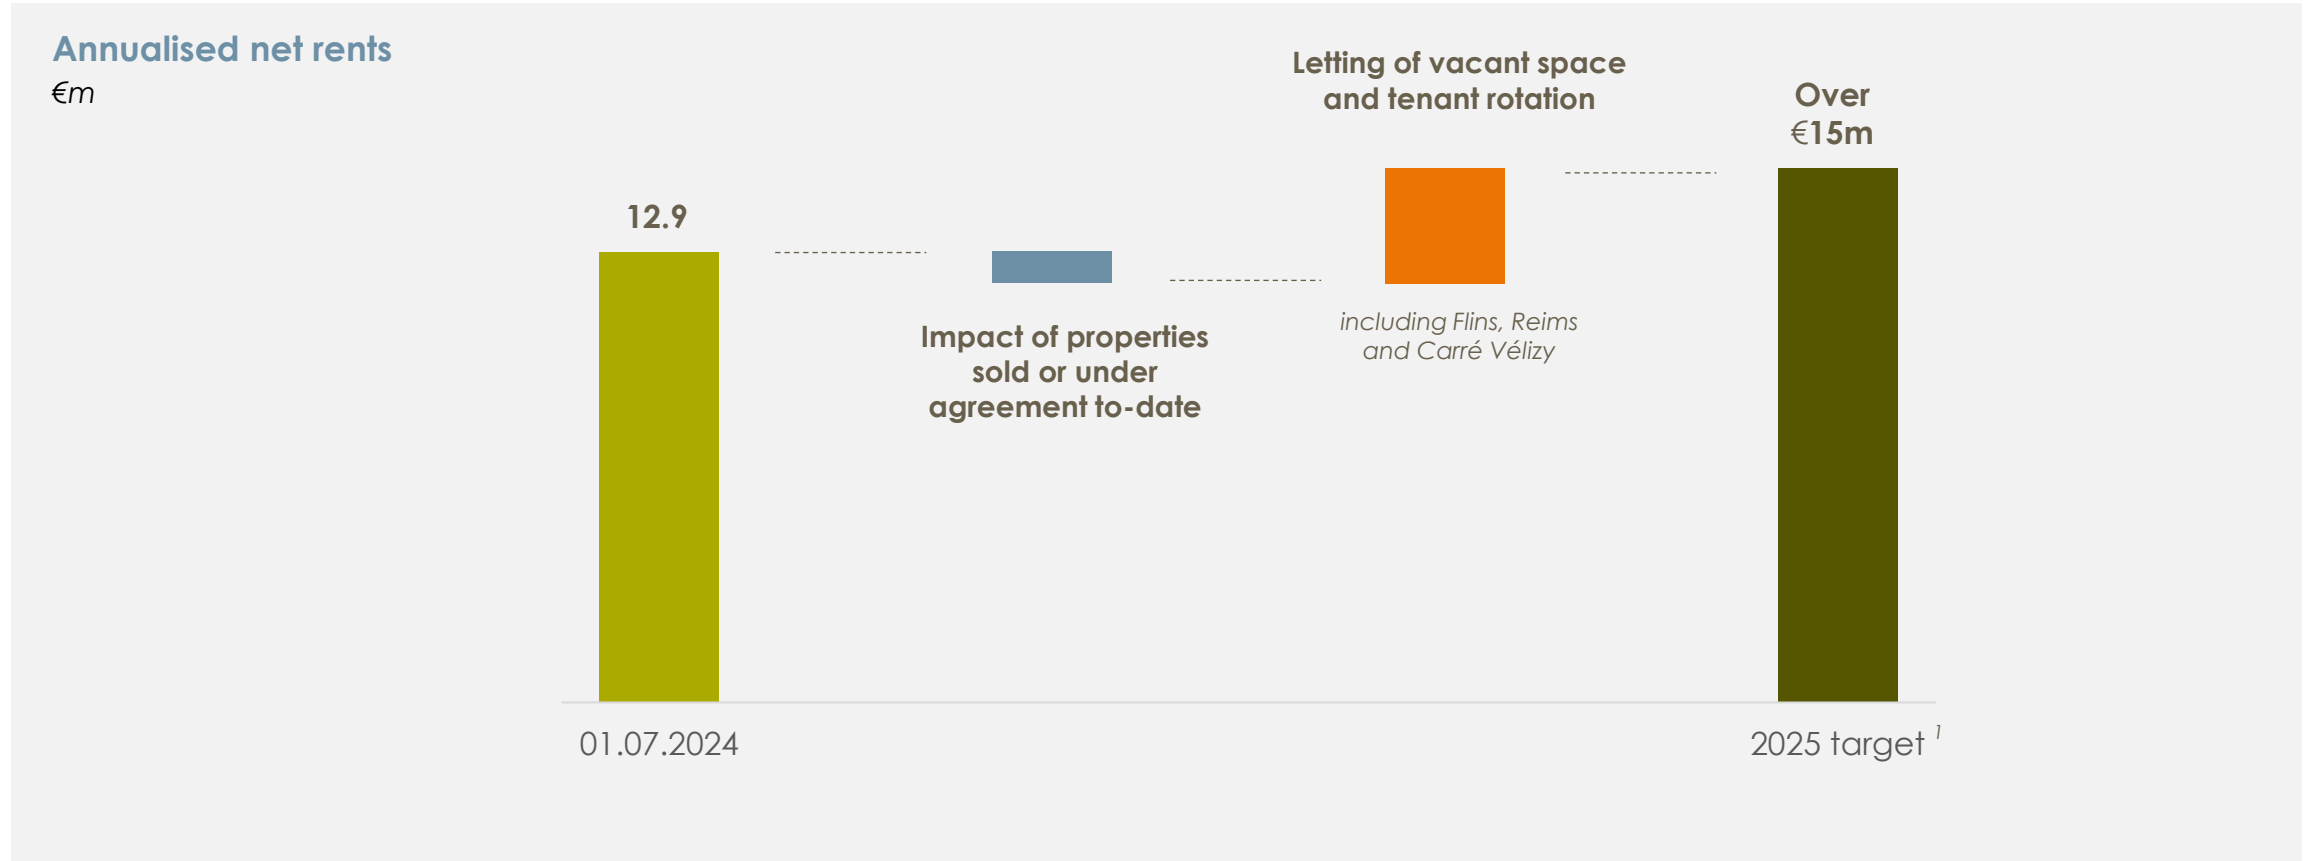 Annualised net rents
€m
12.9
Impact of properties
sold or under
agreement to-date
Letting of vacant space
and tenant rotation
including Flins, Reims
and Carré Vélizy
Over
€15m
01.07.2024
2025 target 1